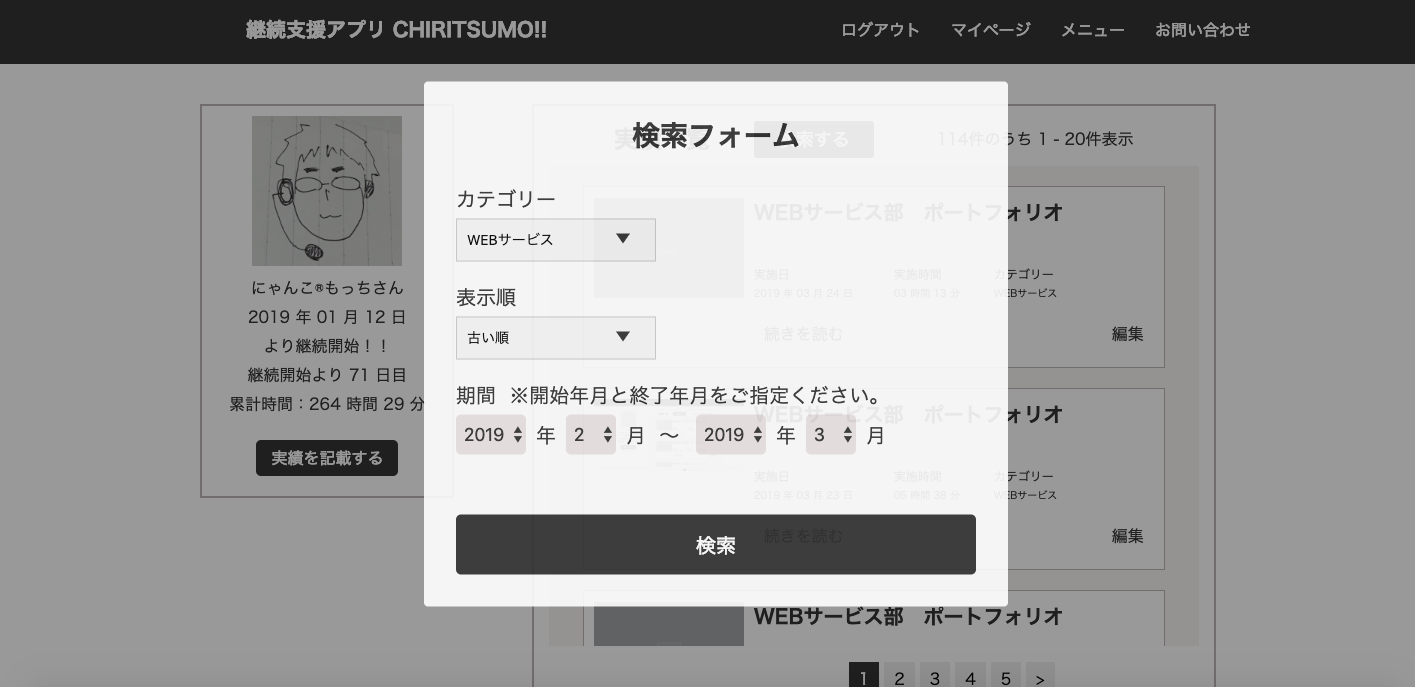 継続支援アプリ CHIRITSUMO!!
ログアウト マイページ メニュー お問い合わせ
にゃんこ®もっちさん
2019 年 01 月 12 日
より継続開始！！
継続開始より 71 日目
累計時間：264 時間 29 分
実績を記載する
検索フォーム
カテゴリー
WEBサービス
表示順
古い順
期間 ※開始年月と終了年月をご指定ください。
2019 年 2 月 〜 2019 年 3 月
検索
114件のうち 1 - 20件表示
WEBサービス部 ポートフォリオ
実施日 実施時間 カテゴリー
2019 年 03 月 24 日 03 時間 13 分 WEBサービス
続きを読む 編集
WEBサービス部 ポートフォリオ
実施日 実施時間 カテゴリー
2019 年 03 月 23 日 06 時間 38 分 WEBサービス
続きを読む 編集
WEBサービス部 ポートフォリオ
1 2 3 4 5 >